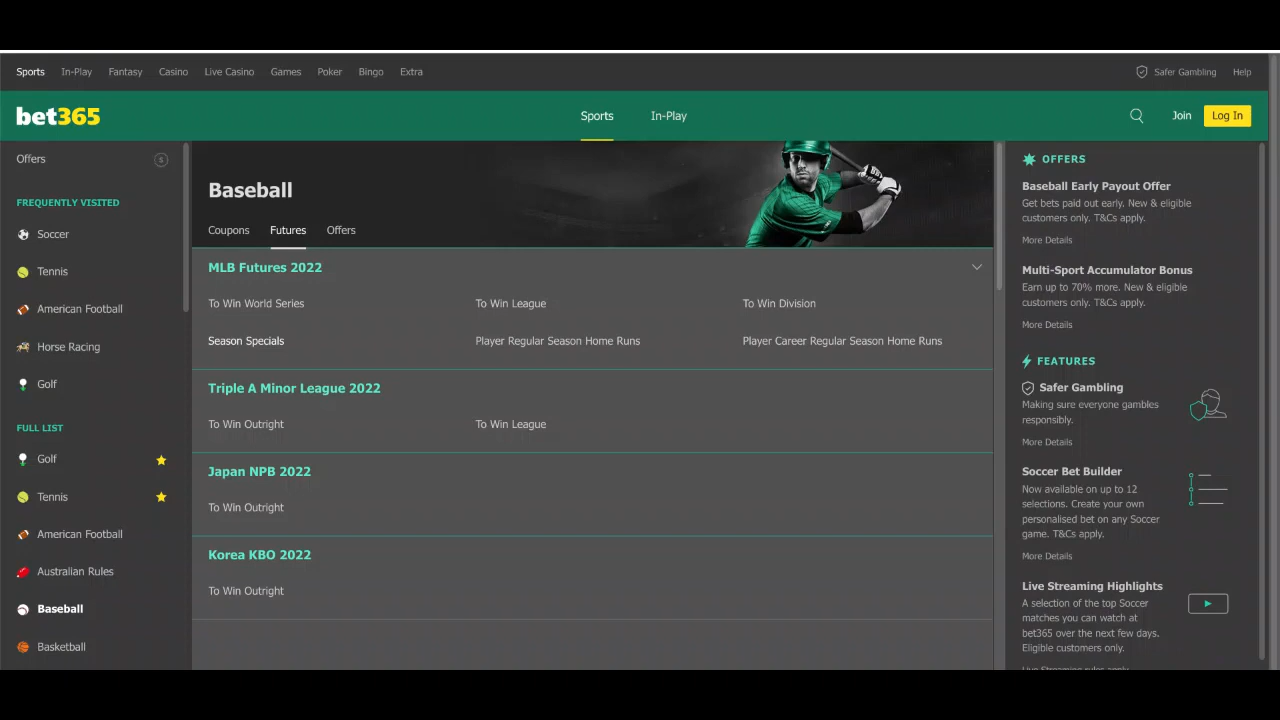 Sports In-Play Fantasy Casino Live Casino Games Poker Bingo Extra Safer Gambling Help
bet365 Sports In-Play Join Log In
Offers
FREQUENTLY VISITED
Soccer
Tennis
American Football
Horse Racing
Golf
FULL LIST
Golf
Tennis
American Football
Australian Rules
Baseball
Basketball
Baseball
Coupons Futures Offers
MLB Futures 2022
To Win World Series To Win League To Win Division
Season Specials Player Regular Season Home Runs Player Career Regular Season Home Runs
Triple A Minor League 2022
To Win Outright To Win League
Japan NPB 2022
To Win Outright
Korea KBO 2022
To Win Outright
OFFERS
Baseball Early Payout Offer
Get bets paid out early. New & eligible
customers only. T&Cs apply.
More Details
Multi-Sport Accumulator Bonus
Earn up to 70% more. New & eligible
customers only. T&Cs apply.
More Details
FEATURES
Safer Gambling
Making sure everyone gambles
responsibly.
More Details
Soccer Bet Builder
Now available on up to 12
selections. Create your own
personalised bet on any Soccer
game. T&Cs apply.
More Details
Live Streaming Highlights
A selection of the top Soccer
matches you can watch at
bet365 over the next few days.
Eligible customers only.
Live Streaming rules apply